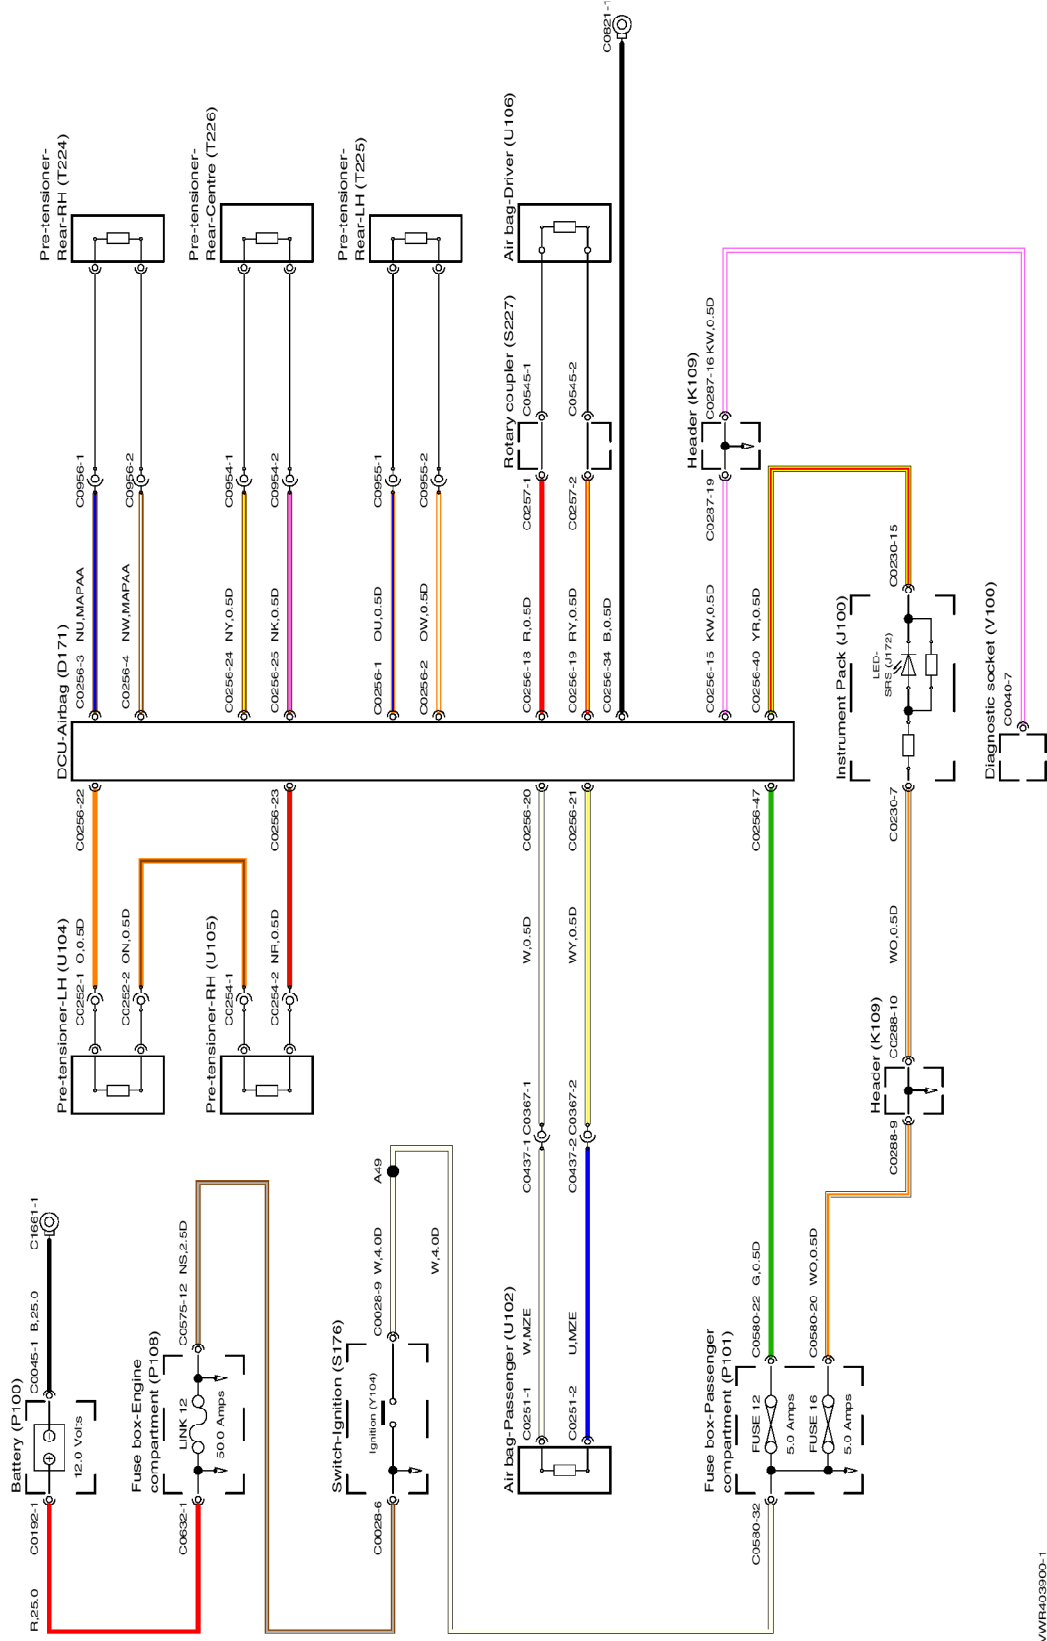 Battery (P100)
C0192-1
R,25.0
12.0 Volts
C0045-1 B,25.0
C1661-1
Fuse box-Engine
compartment (P108)
C0632-1
LINK 12
50.0 Amps
C0575-12 NS,2.5D
Switch-Ignition (S176)
Ignition (Y104)
C0028-6
C0028-9 W,4.0D
A49
W,4.0D
Air bag-Passenger (U102)
C0251-1 W,MZE
C0251-2 U,MZE
C0437-1 C0367-1
C0437-2 C0367-2
W,0.5D
WY,0.5D
C0256-20
C0256-21
Fuse box-Passenger
compartment (P101)
FUSE 12
5.0 Amps
FUSE 16
5.0 Amps
C0580-32
C0580-22 G,0.5D
C0580-20 WO,0.5D
C0256-47
Header (K109)
C0288-9
C0288-10
WO,0.5D
C0230-7
Pre-tensioner-LH (U104)
C0252-1 O,0.5D
C0252-2 ON,0.5D
C0256-22
Pre-tensioner-RH (U105)
C0254-1
C0254-2 NR,0.5D
C0256-23
DCU-Airbag (D171)
C0256-3 NU,MAPAA
C0256-4 NW,MAPAA
C0956-1
C0956-2
Pre-tensioner-
Rear-RH (T224)
C0256-24 NY,0.5D
C0256-25 NK,0.5D
C0954-1
C0954-2
Pre-tensioner-
Rear-Centre (T226)
C0256-1 OU,0.5D
C0256-2 OW,0.5D
C0955-1
C0955-2
Pre-tensioner-
Rear-LH (T225)
C0256-18 R,0.5D
C0256-19 RY,0.5D
C0257-1
C0257-2
Rotary coupler (S227)
C0545-1
C0545-2
Air bag-Driver (U106)
C0256-34 B,0.5D
C0821-1
C0256-15 KW,0.5D
C0287-19
Header (K109)
C0287-16 KW,0.5D
C0256-40 YR,0.5D
C0230-15
Instrument Pack (J100)
LED-
SRS (J172)
Diagnostic socket (V100)
C0040-7
VWR403900-1